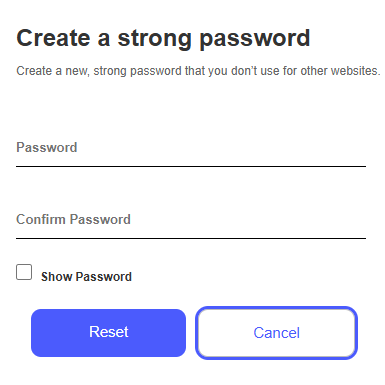 Create a strong password
Create a new, strong password that you don't use for other websites.
Password
Confirm Password
Show Password
Reset
Cancel